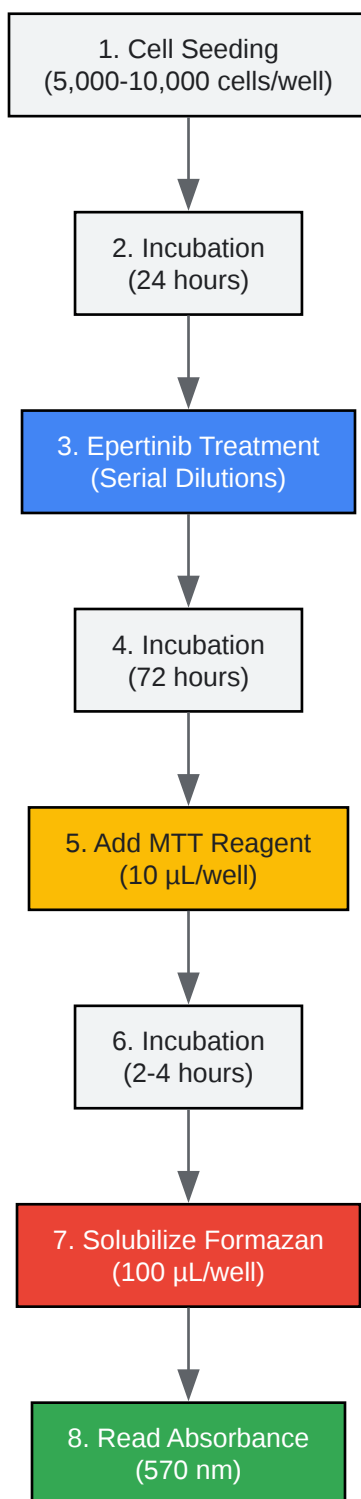 1. Cell Seeding
(5,000-10,000 cells/well)
2. Incubation
(24 hours)
3. Epertinib Treatment
(Serial Dilutions)
4. Incubation
(72 hours)
5. Add MTT Reagent
(10 µL/well)
6. Incubation
(2-4 hours)
7. Solubilize Formazan
(100 µL/well)
8. Read Absorbance
(570 nm)